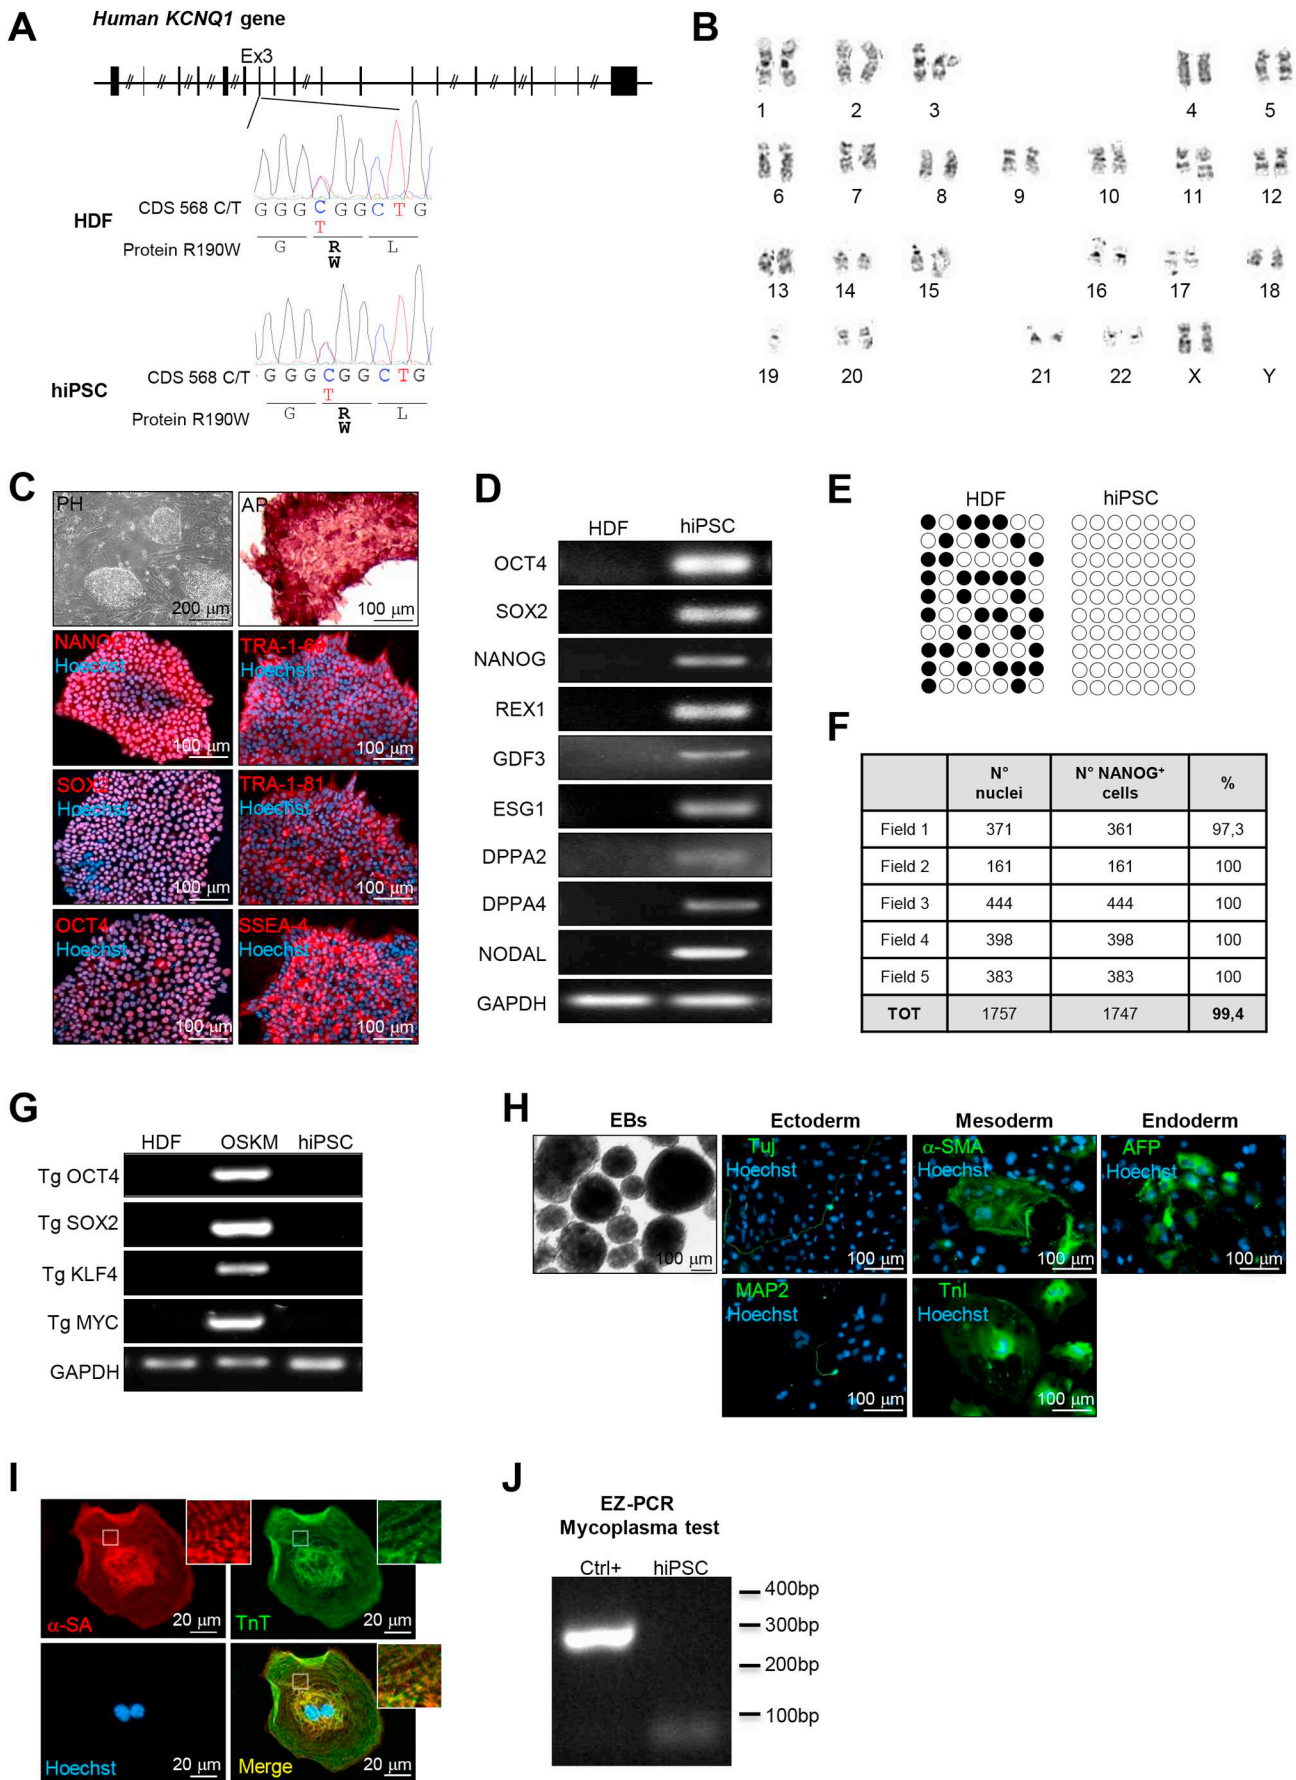 A
Human KCNQ1 gene
Ex3
HDF
CDS 568 C/T
G G G C G G C T G
T
Protein R190W
G R L
W
hiPSC
CDS 568 C/T
G G G C G G C T G
T
Protein R190W
G R L
W
B
1 2 3 4 5
6 7 8 9 10 11 12
13 14 15 16 17 18
19 20 21 22 X Y
C
PH
200 µm
AP
100 µm
NANOG
Hoechst
100 µm
TRA-1-60
Hoechst
100 µm
SOX2
Hoechst
100 µm
TRA-1-81
Hoechst
100 µm
OCT4
Hoechst
100 µm
SSEA-4
Hoechst
100 µm
D
HDF hiPSC
OCT4
SOX2
NANOG
REX1
GDF3
ESG1
DPPA2
DPPA4
NODAL
GAPDH
E
HDF hiPSC
F
N° nuclei N° NANOG⁺ cells %
Field 1 371 361 97,3
Field 2 161 161 100
Field 3 444 444 100
Field 4 398 398 100
Field 5 383 383 100
TOT 1757 1747 99,4
G
HDF OSKM hiPSC
Tg OCT4
Tg SOX2
Tg KLF4
Tg MYC
GAPDH
H
EBs Ectoderm Mesoderm Endoderm
100 µm
Tuj
Hoechst
100 µm
α-SMA
Hoechst
100 µm
AFP
Hoechst
100 µm
MAP2
Hoechst
100 µm
TnI
Hoechst
100 µm
I
α-SA
20 µm
TnT
20 µm
Hoechst
20 µm
Merge
20 µm
J
EZ-PCR
Mycoplasma test
Ctrl+ hiPSC
400bp
300bp
200bp
100bp